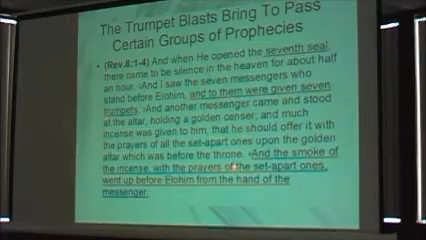 The Trumpet Blasts Bring To Pass
Certain Groups of Prophecies
• (Rev.8:1-4) And when He opened the seventh seal,
there came to be silence in the heaven for about half
an hour. 2And I saw the seven messengers who
stand before Elohim, and to them were given seven
trumpets. 3And another messenger came and stood
at the altar, holding a golden censer, and much
incense was given to him, that he should offer it with
the prayers of all the set-apart ones upon the golden
altar which was before the throne. 4And the smoke of
the incense, with the prayers of the set-apart ones,
went up before Elohim from the hand of the
messenger.